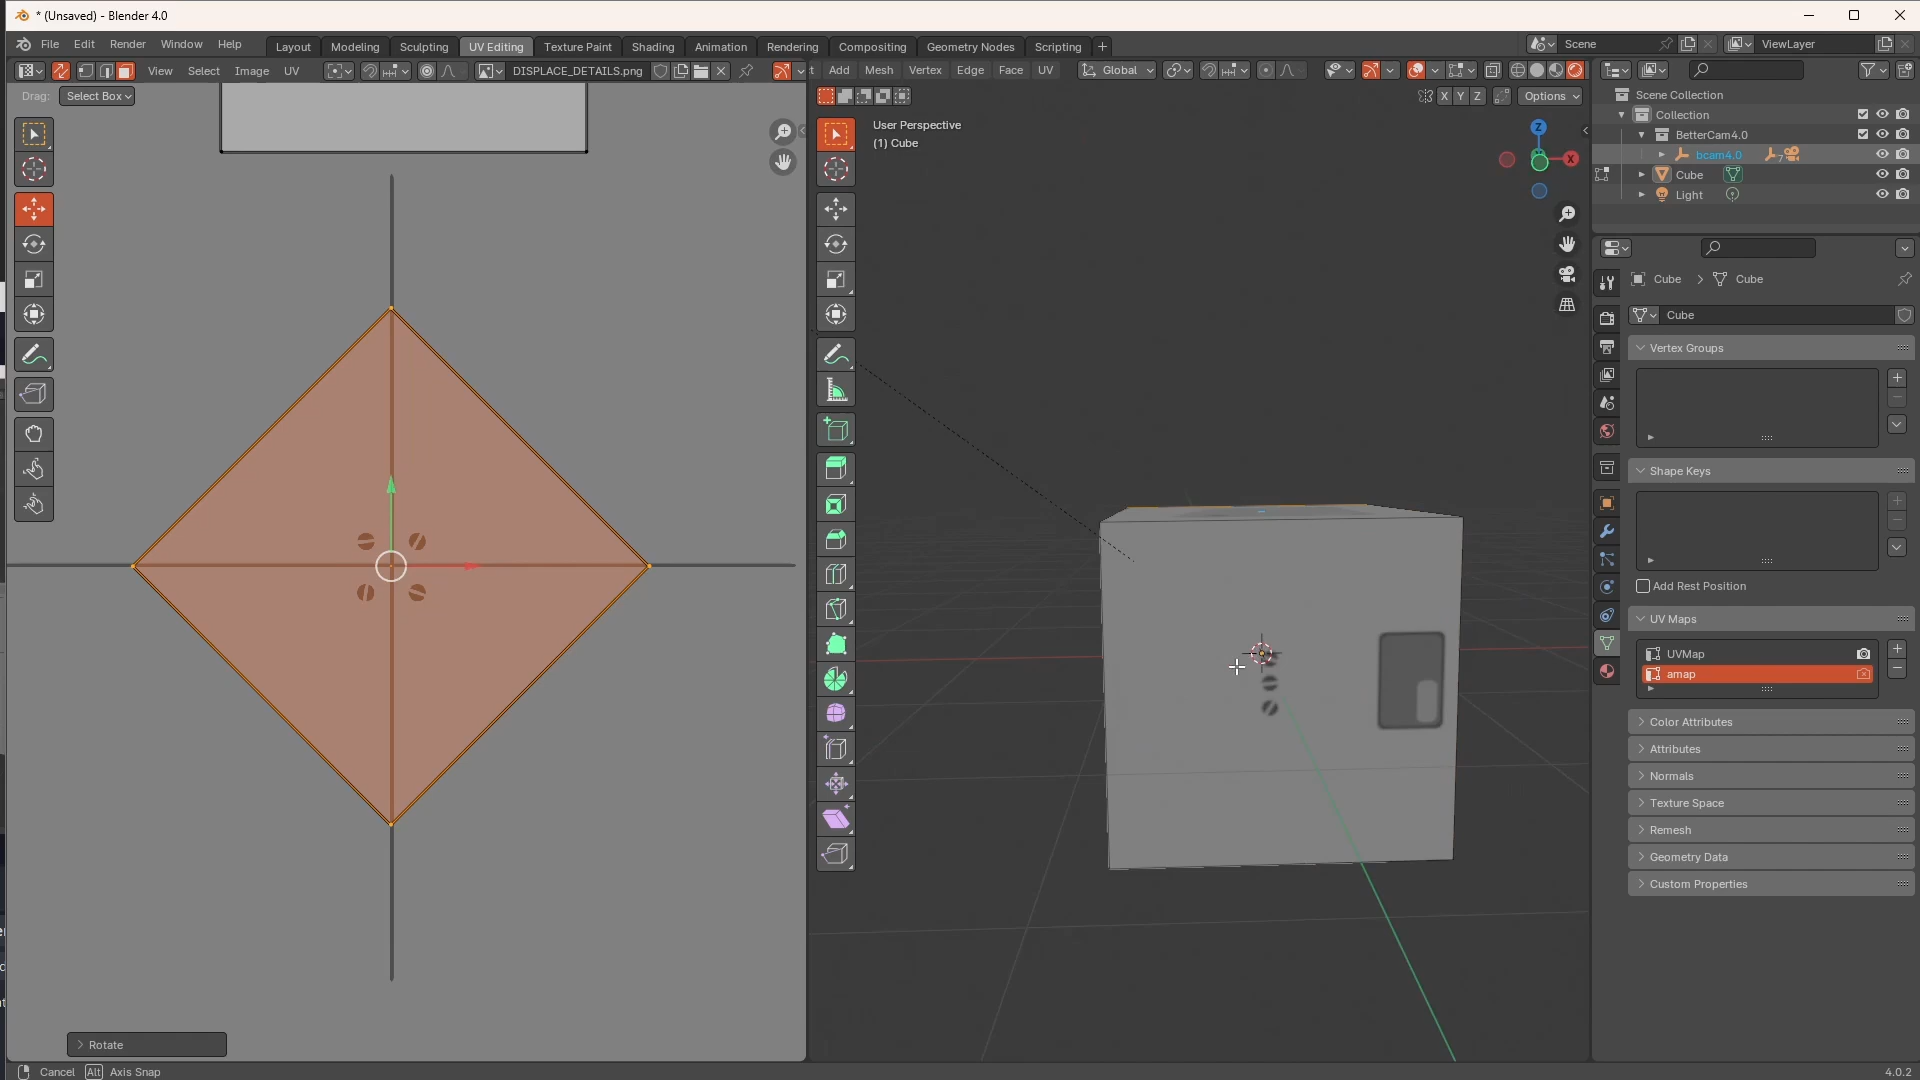 * (Unsaved) - Blender 4.0
File Edit Render Window Help
Layout Modeling Sculpting UV Editing Texture Paint Shading Animation Rendering Compositing Geometry Nodes Scripting +
Scene
ViewLayer
View Select Image UV
DISPLACE_DETAILS.png
Add Mesh Vertex Edge Face UV
Global
Drag: Select Box
X Y Z
Options
User Perspective
(1) Cube
Z
X
Scene Collection
Collection
BetterCam4.0
bcam4.0
7
Cube
Light
Cube > Cube
Cube
Vertex Groups
Shape Keys
Add Rest Position
UV Maps
UVMap
amap
Color Attributes
Attributes
Normals
Texture Space
Remesh
Geometry Data
Custom Properties
Rotate
Cancel Alt Axis Snap
4.0.2